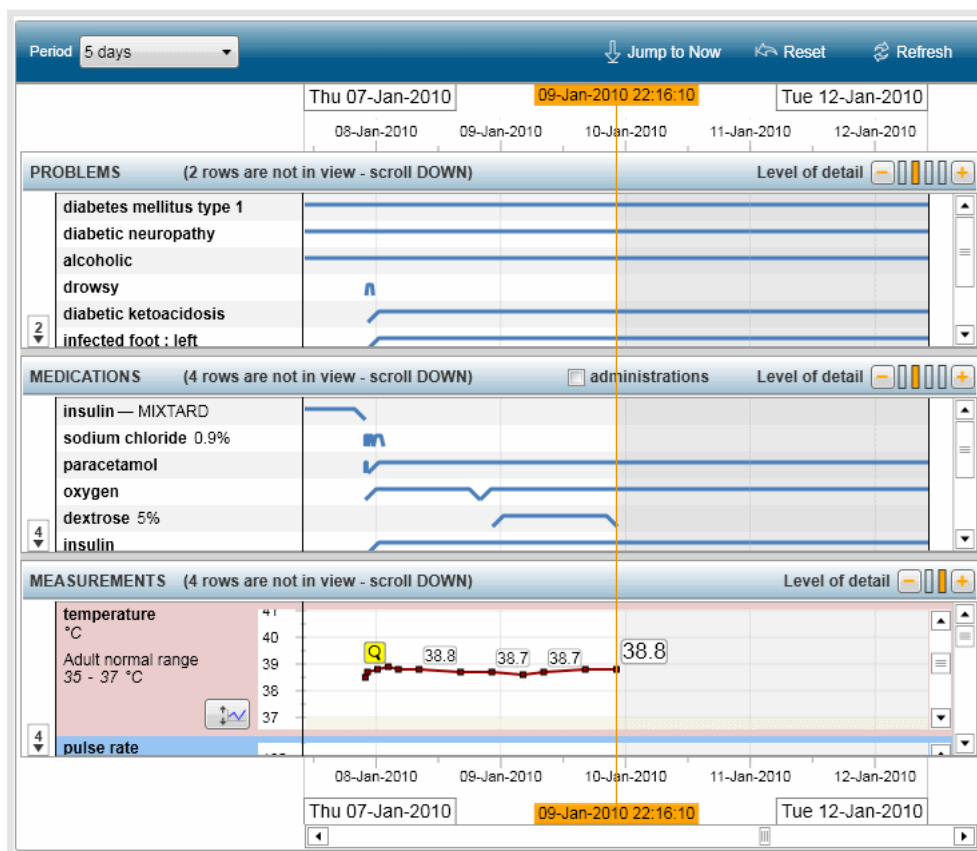 Period 5 days Jump to Now Reset Refresh
Thu 07-Jan-2010 09-Jan-2010 22:16:10 Tue 12-Jan-2010
08-Jan-2010 09-Jan-2010 10-Jan-2010 11-Jan-2010 12-Jan-2010
PROBLEMS (2 rows are not in view - scroll DOWN) Level of detail
diabetes mellitus type 1
diabetic neuropathy
alcoholic
drowsy
diabetic ketoacidosis
2 infected foot : left
MEDICATIONS (4 rows are not in view - scroll DOWN) administrations Level of detail
insulin — MIXTARD
sodium chloride 0.9%
paracetamol
oxygen
dextrose 5%
4 insulin
MEASUREMENTS (4 rows are not in view - scroll DOWN) Level of detail
temperature 41
°C 40
Q 38.8 38.7 38.7 38.8
Adult normal range 39
35 - 37 °C
38
37
4 pulse rate
08-Jan-2010 09-Jan-2010 10-Jan-2010 11-Jan-2010 12-Jan-2010
Thu 07-Jan-2010 09-Jan-2010 22:16:10 Tue 12-Jan-2010